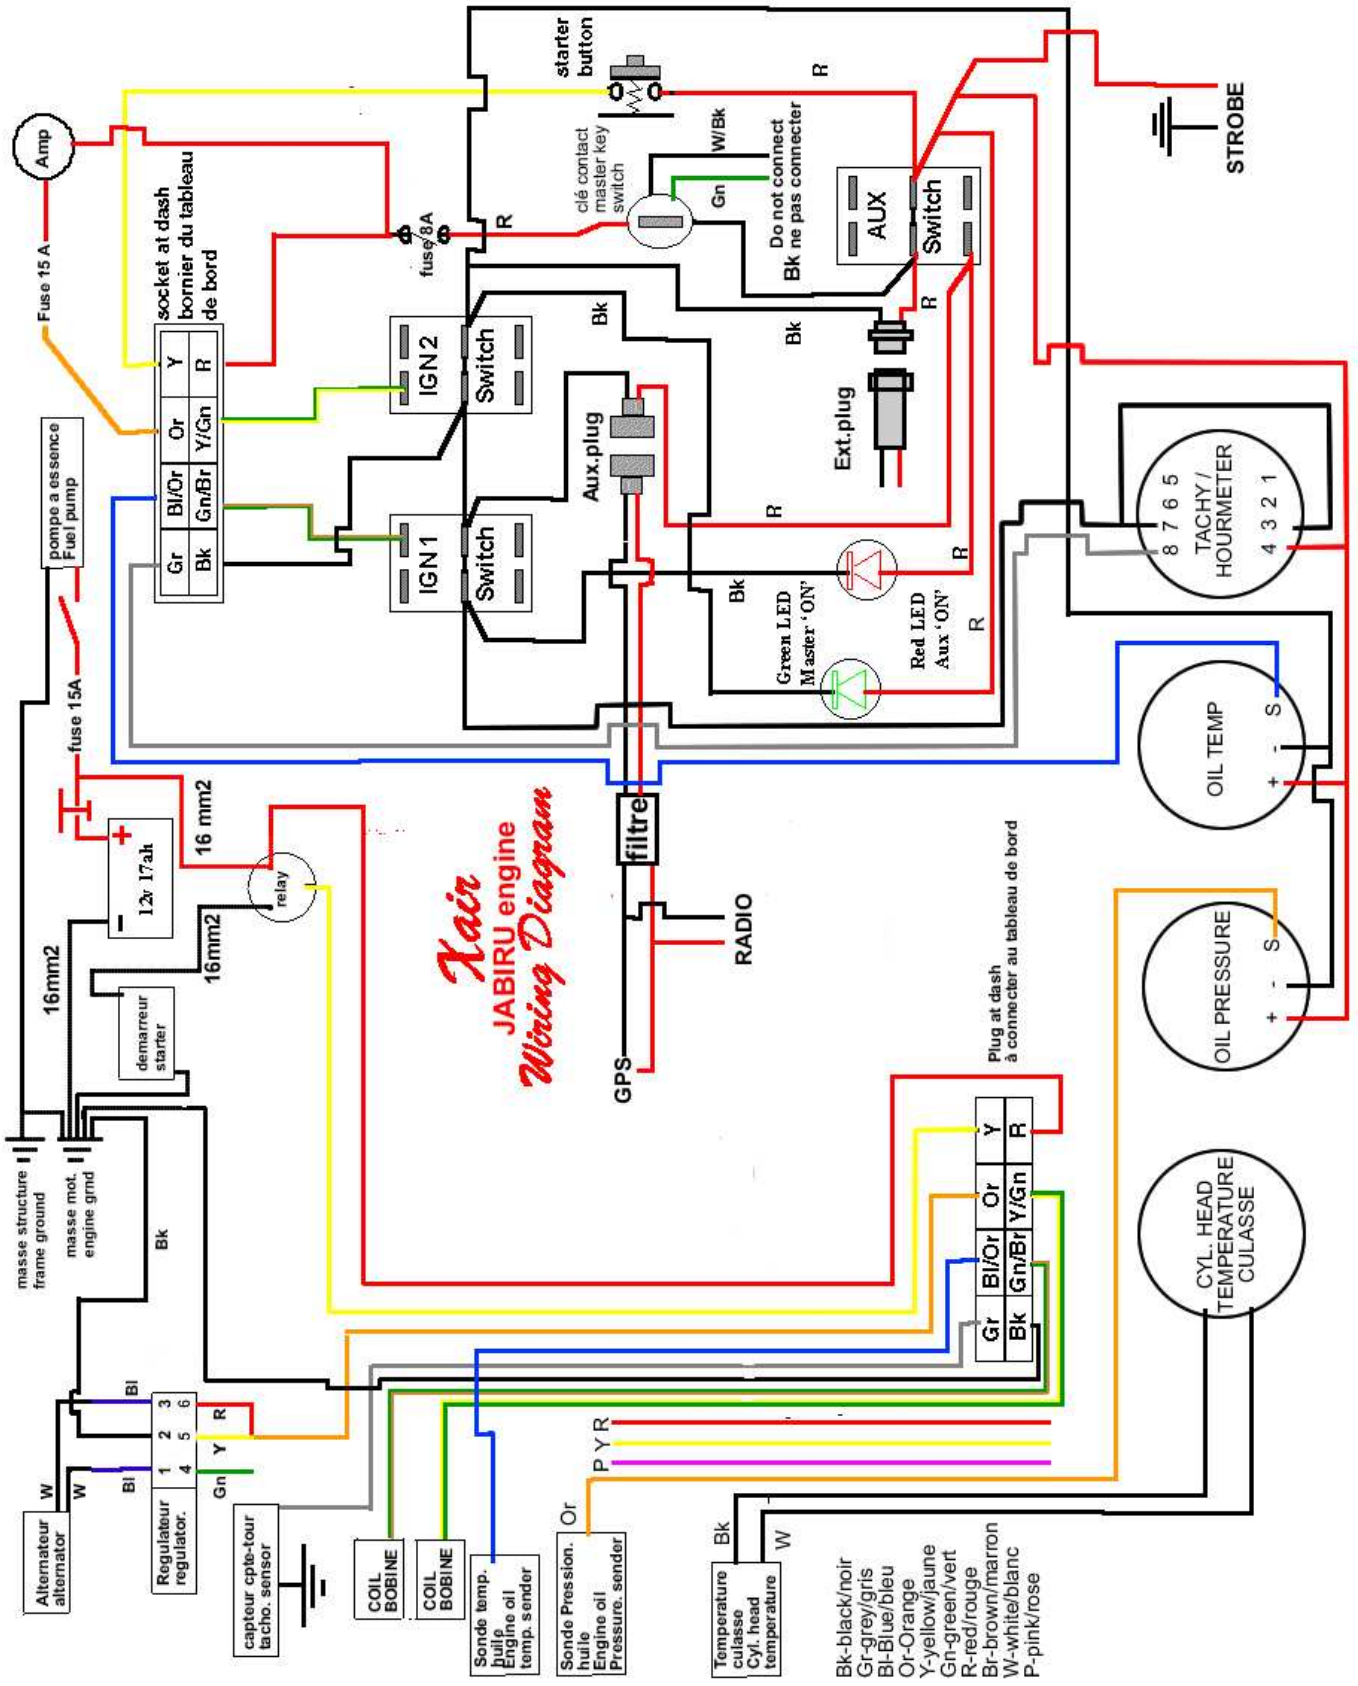 Alternateur
alternator
W
W
Bl
Bl
Regulateur
regulator.
1 2 3
4 5 6
Gn
Y
R
capteur cpte-tour
tacho. sensor
COIL
BOBINE
COIL
BOBINE
Sonde temp.
huile
Engine oil
temp. sender
Sonde Pression.
huile
Engine oil
Pressure. sender
Or
P Y R
Temperature
culasse
Cyl. head
temperature
Bk
W
Bk-black/noir
Gr-grey/gris
Bl-Blue/bleu
Or-Orange
Y-yellow/jaune
Gn-green/vert
R-red/rouge
Br-brown/marron
W-white/blanc
P-pink/rose
masse structure
frame ground
masse mot.
engine grnd
Bk
demarreur
starter
16mm2
16mm2
16 mm2
12v 17ah
- +
relay
fuse 15A
pompe a essence
Fuel pump
Fuse 15 A
Amp
socket at dash
bornier du tableau
de bord
Gr Bl/Or Or Y
Bk Gn/Br Y/Gn R
fuse 8A
R
IGN1
Switch
IGN2
Switch
Xair
JABIRU engine
Wiring Diagram
starter
button
R
clé contact
master key
switch
Gn
W/Bk
Do not connect
Bk ne pas connecter
AUX
Switch
R
Bk
Bk
Bk
Aux.plug
Ext.plug
R
R
R
Green LED
Master ‘ON’
Red LED
Aux ‘ON’
filtre
GPS
RADIO
STROBE
Plug at dash
à connecter au tableau de bord
Gr Bl/Or Or Y
Bk Gn/Br Y/Gn R
CYL. HEAD
TEMPERATURE
CULASSE
OIL PRESSURE
+ - S
OIL TEMP
+ - S
8 7 6 5
TACHY /
HOURMETER
4 3 2 1